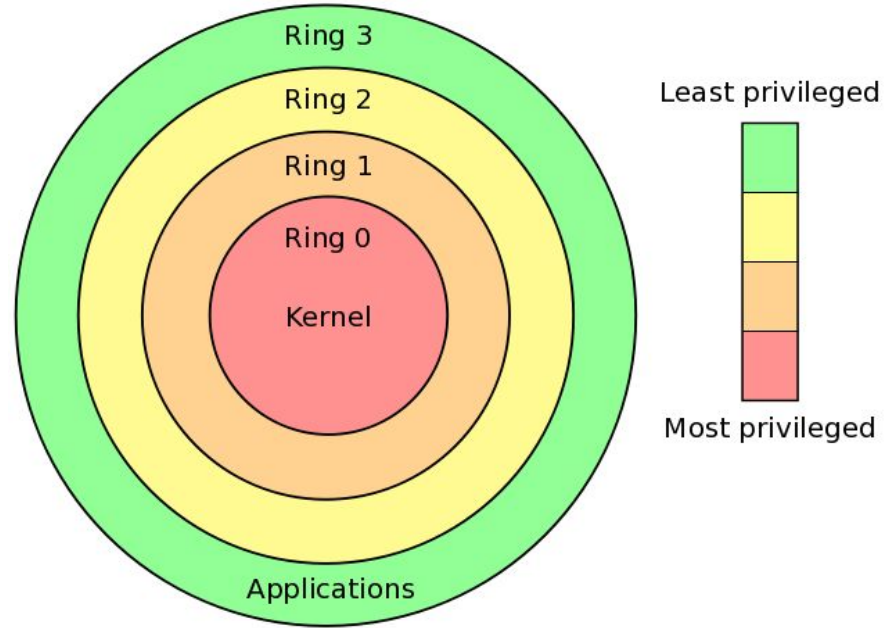 Ring 3
Ring 2
Ring 1
Ring 0
Kernel
Applications
Least privileged
Most privileged